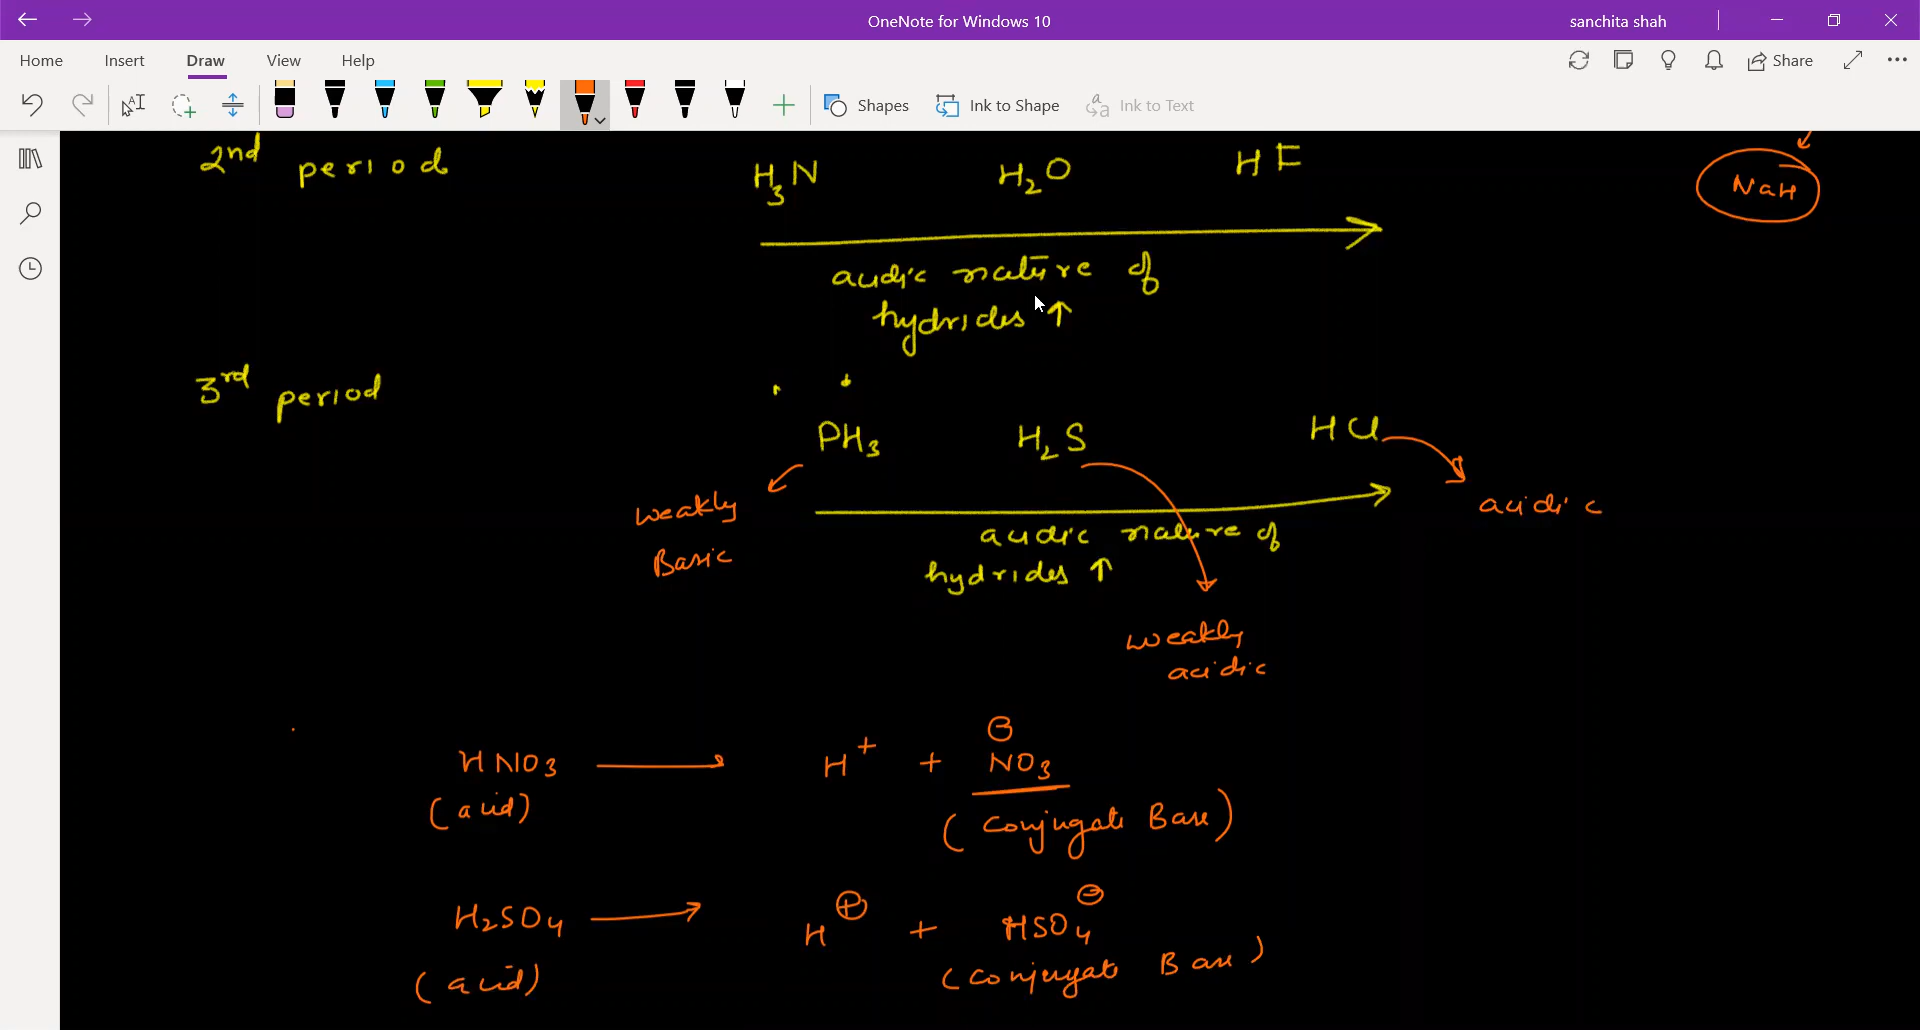 OneNote for Windows 10
sanchita shah
Home Insert Draw View Help
Share
Shapes Ink to Shape Ink to Text
2nd period H3N H2O HF
NaH
acidic nature of
hydrides ↑
3rd period
PH3 H2S HCl
weakly
Basic
acidic
acidic nature of
hydrides ↑
weakly
acidic
HNO3 → H+ + NO3⊖
(acid) (Conjugate Base)
H2SO4 → H⊕ + HSO4⊖
(acid) (Conjugate Base)